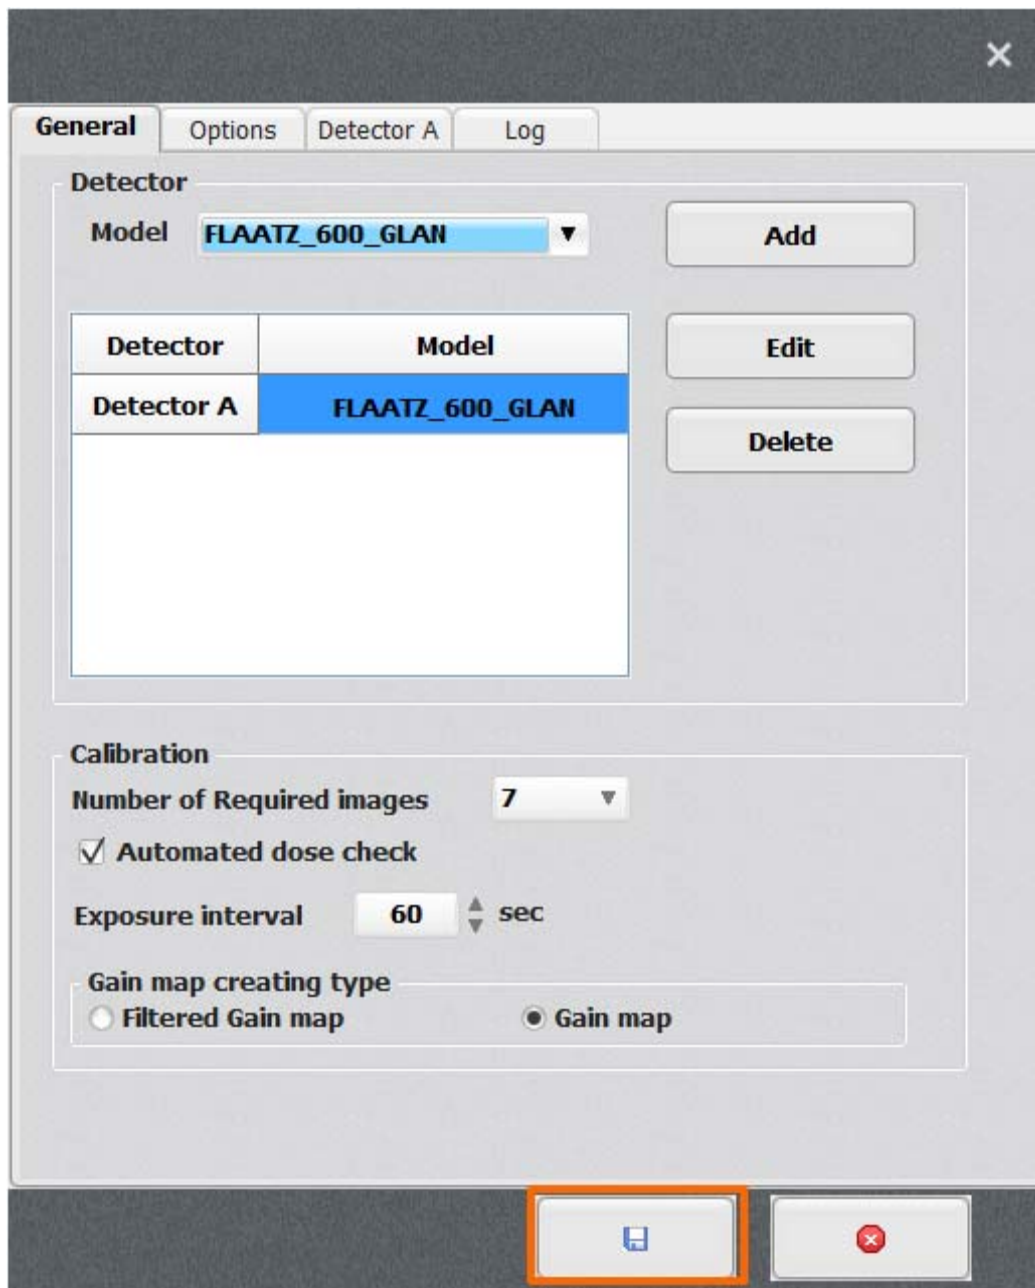 General Options Detector A Log
Detector
Model FLAATZ_600_GLAN Add
Detector Model Edit
Detector A FLAATZ_600_GLAN
Delete
Calibration
Number of Required images 7
Automated dose check
Exposure interval 60 sec
Gain map creating type
Filtered Gain map Gain map